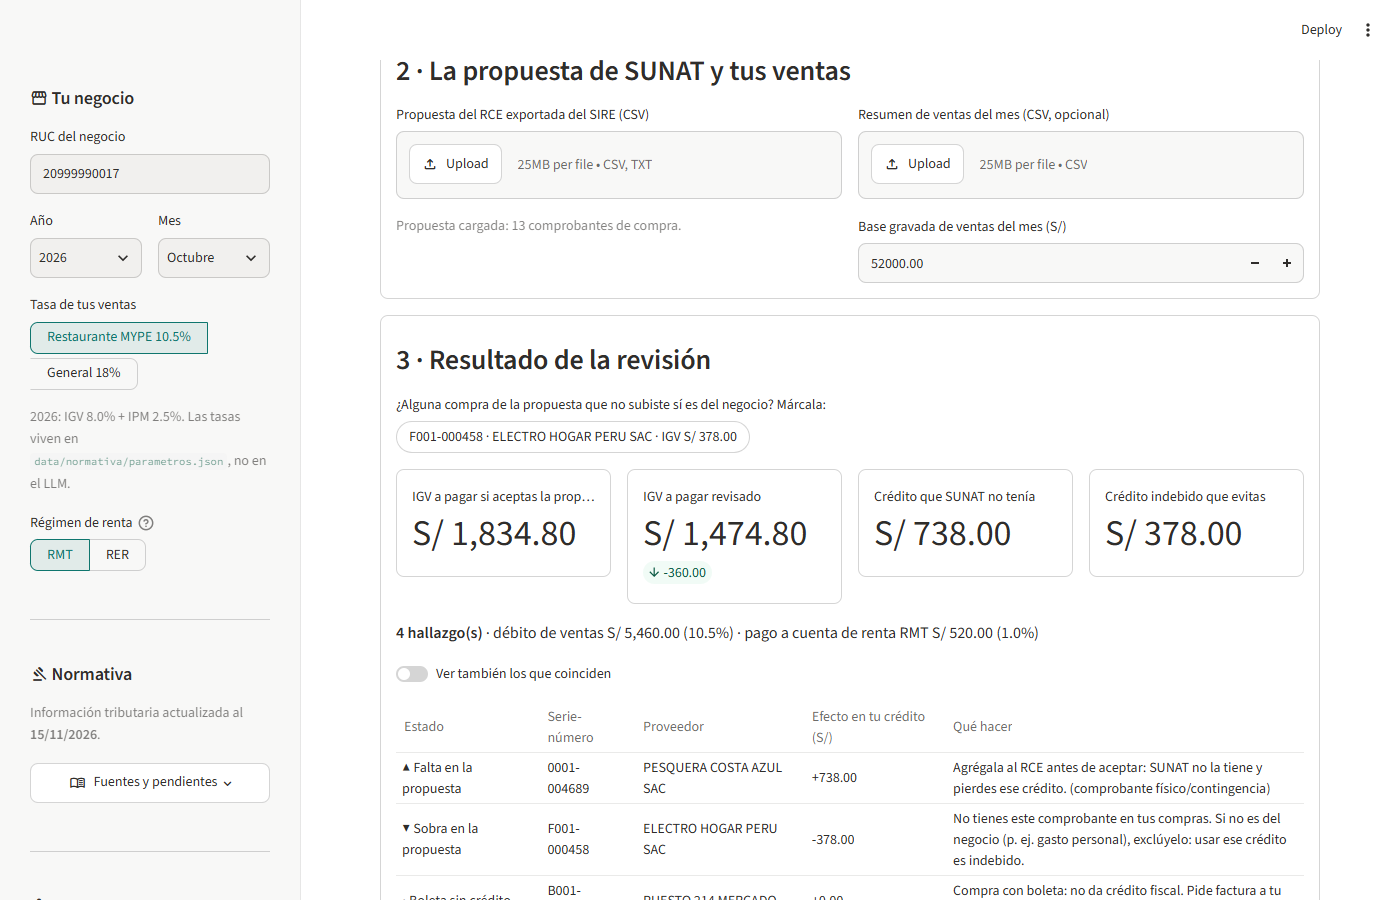 Deploy
Tu negocio
RUC del negocio
20999990017
Año
Mes
2026
Octubre
Tasa de tus ventas
Restaurante MYPE 10.5%
General 18%
2026: IGV 8.0% + IPM 2.5%. Las tasas
viven en
data/normativa/parametros.json , no en
el LLM.
Régimen de renta
RMT
RER
Normativa
Información tributaria actualizada al
15/11/2026.
Fuentes y pendientes
2 · La propuesta de SUNAT y tus ventas
Propuesta del RCE exportada del SIRE (CSV)
Resumen de ventas del mes (CSV, opcional)
Upload
25MB per file • CSV, TXT
Upload
25MB per file • CSV
Propuesta cargada: 13 comprobantes de compra.
Base gravada de ventas del mes (S/)
52000.00
3 · Resultado de la revisión
¿Alguna compra de la propuesta que no subiste sí es del negocio? Márcala:
F001-000458 · ELECTRO HOGAR PERU SAC · IGV S/ 378.00
IGV a pagar si aceptas la prop…
S/ 1,834.80
IGV a pagar revisado
S/ 1,474.80
-360.00
Crédito que SUNAT no tenía
S/ 738.00
Crédito indebido que evitas
S/ 378.00
4 hallazgo(s) · débito de ventas S/ 5,460.00 (10.5%) · pago a cuenta de renta RMT S/ 520.00 (1.0%)
Ver también los que coinciden
Estado
Serie-
número
Proveedor
Efecto en tu crédito
(S/)
Qué hacer
▲ Falta en la
propuesta
0001-
004689
PESQUERA COSTA AZUL
SAC
+738.00
Agrégala al RCE antes de aceptar: SUNAT no la tiene y
pierdes ese crédito. (comprobante físico/contingencia)
▼ Sobra en la
propuesta
F001-
000458
ELECTRO HOGAR PERU
SAC
-378.00
No tienes este comprobante en tus compras. Si no es del
negocio (p. ej. gasto personal), exclúyelo: usar ese crédito
es indebido.
Boleta sin crédito
B001-
PUESTO 214 MERCADO
+0.00
Compra con boleta: no da crédito fiscal. Pide factura a tu